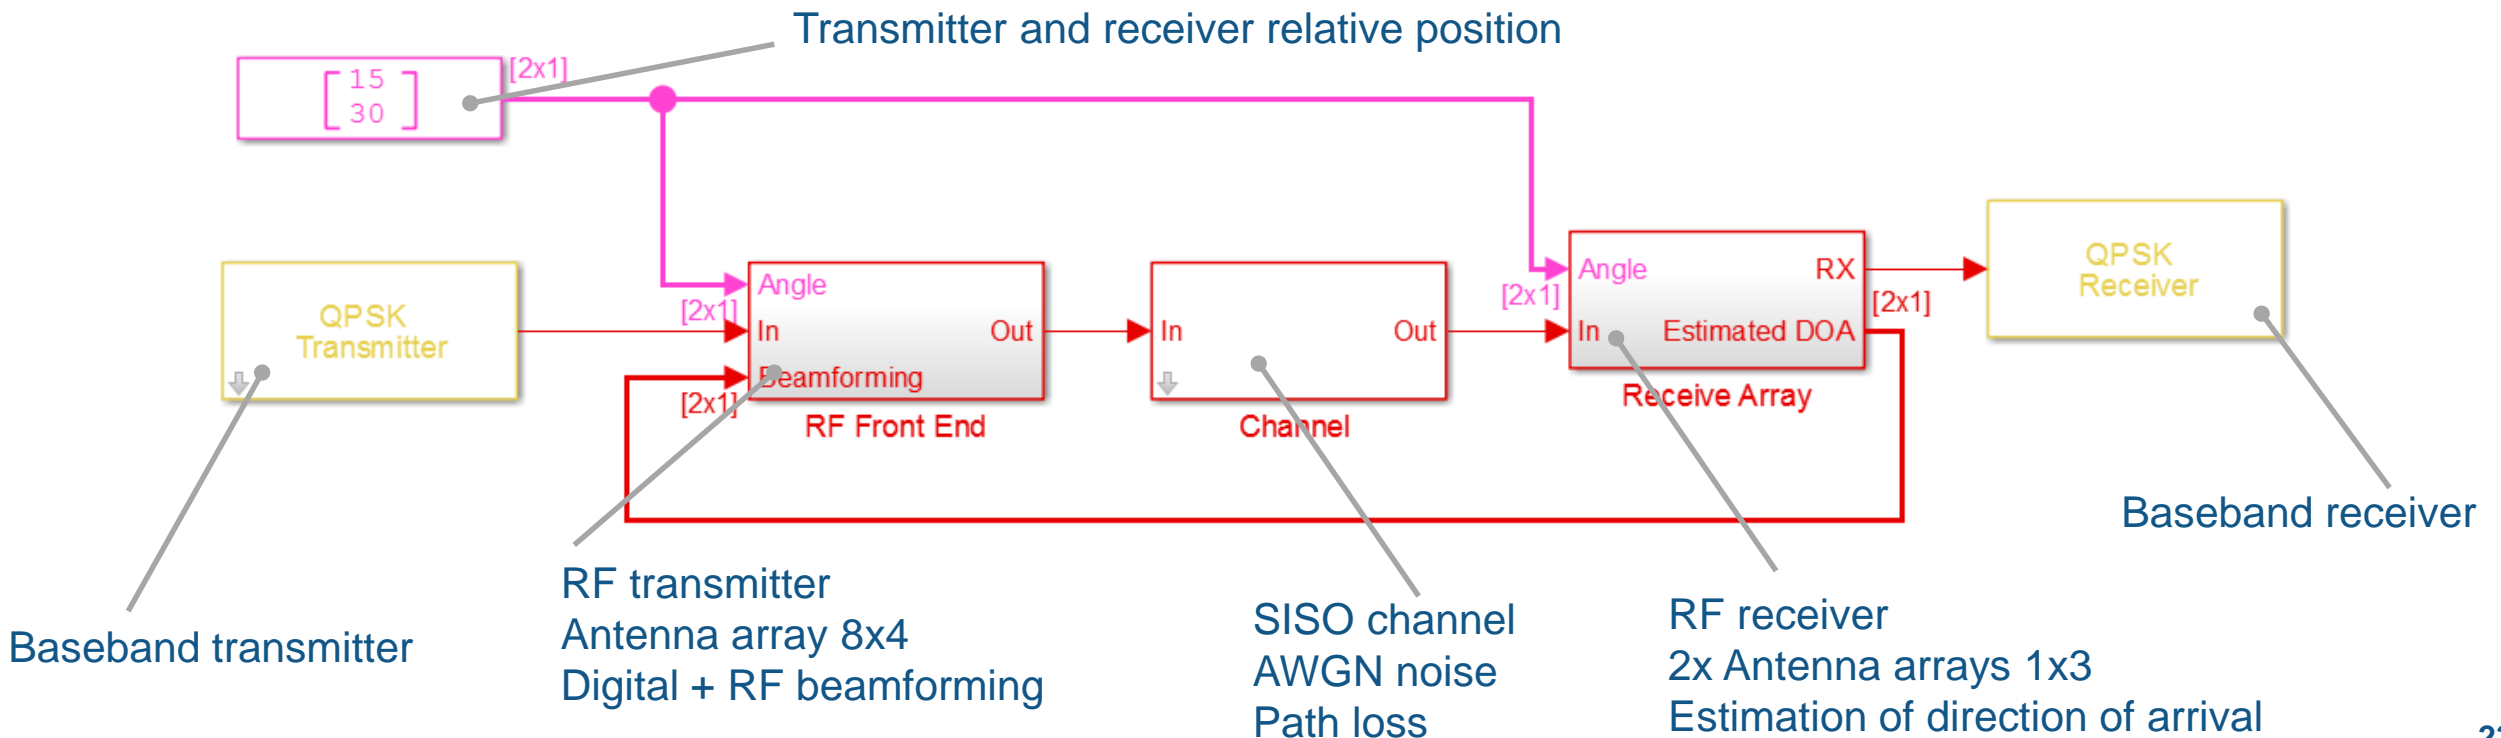 Transmitter and receiver relative position
[2x1]
15
30
QPSK
Transmitter
Angle
[2x1]
In
Out
Beamforming
[2x1]
RF Front End
In
Out
Channel
Angle
RX
[2x1]
[2x1]
In
Estimated DOA
Receive Array
QPSK
Receiver
Baseband transmitter
RF transmitter
Antenna array 8x4
Digital + RF beamforming
SISO channel
AWGN noise
Path loss
RF receiver
2x Antenna arrays 1x3
Estimation of direction of arrival
Baseband receiver